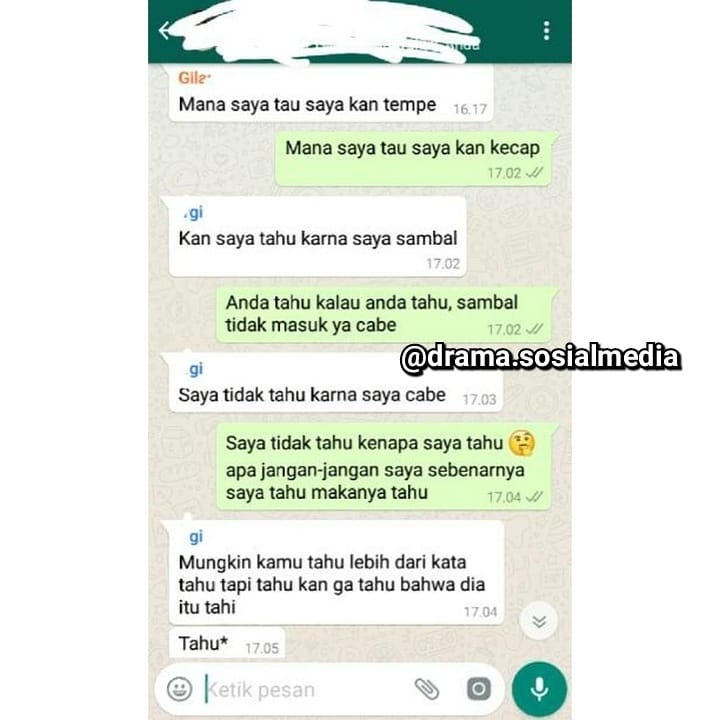 Mana saya tau saya kan tempe 16.17
Mana saya tau saya kan kecap
17.02
gi
Kan saya tahu karna saya sambal
17.02
Anda tahu kalau anda tahu, sambal
tidak masuk ya cabe 17.02
@drama.sosialmedia
gi
Saya tidak tahu karna saya cabe 17.03
Saya tidak tahu kenapa saya tahu 🤔
apa jangan-jangan saya sebenarnya
saya tahu makanya tahu 17.04
gi
Mungkin kamu tahu lebih dari kata
tahu tapi tahu kan ga tahu bahwa dia
itu tahi 17.04
Tahu* 17.05
Ketik pesan